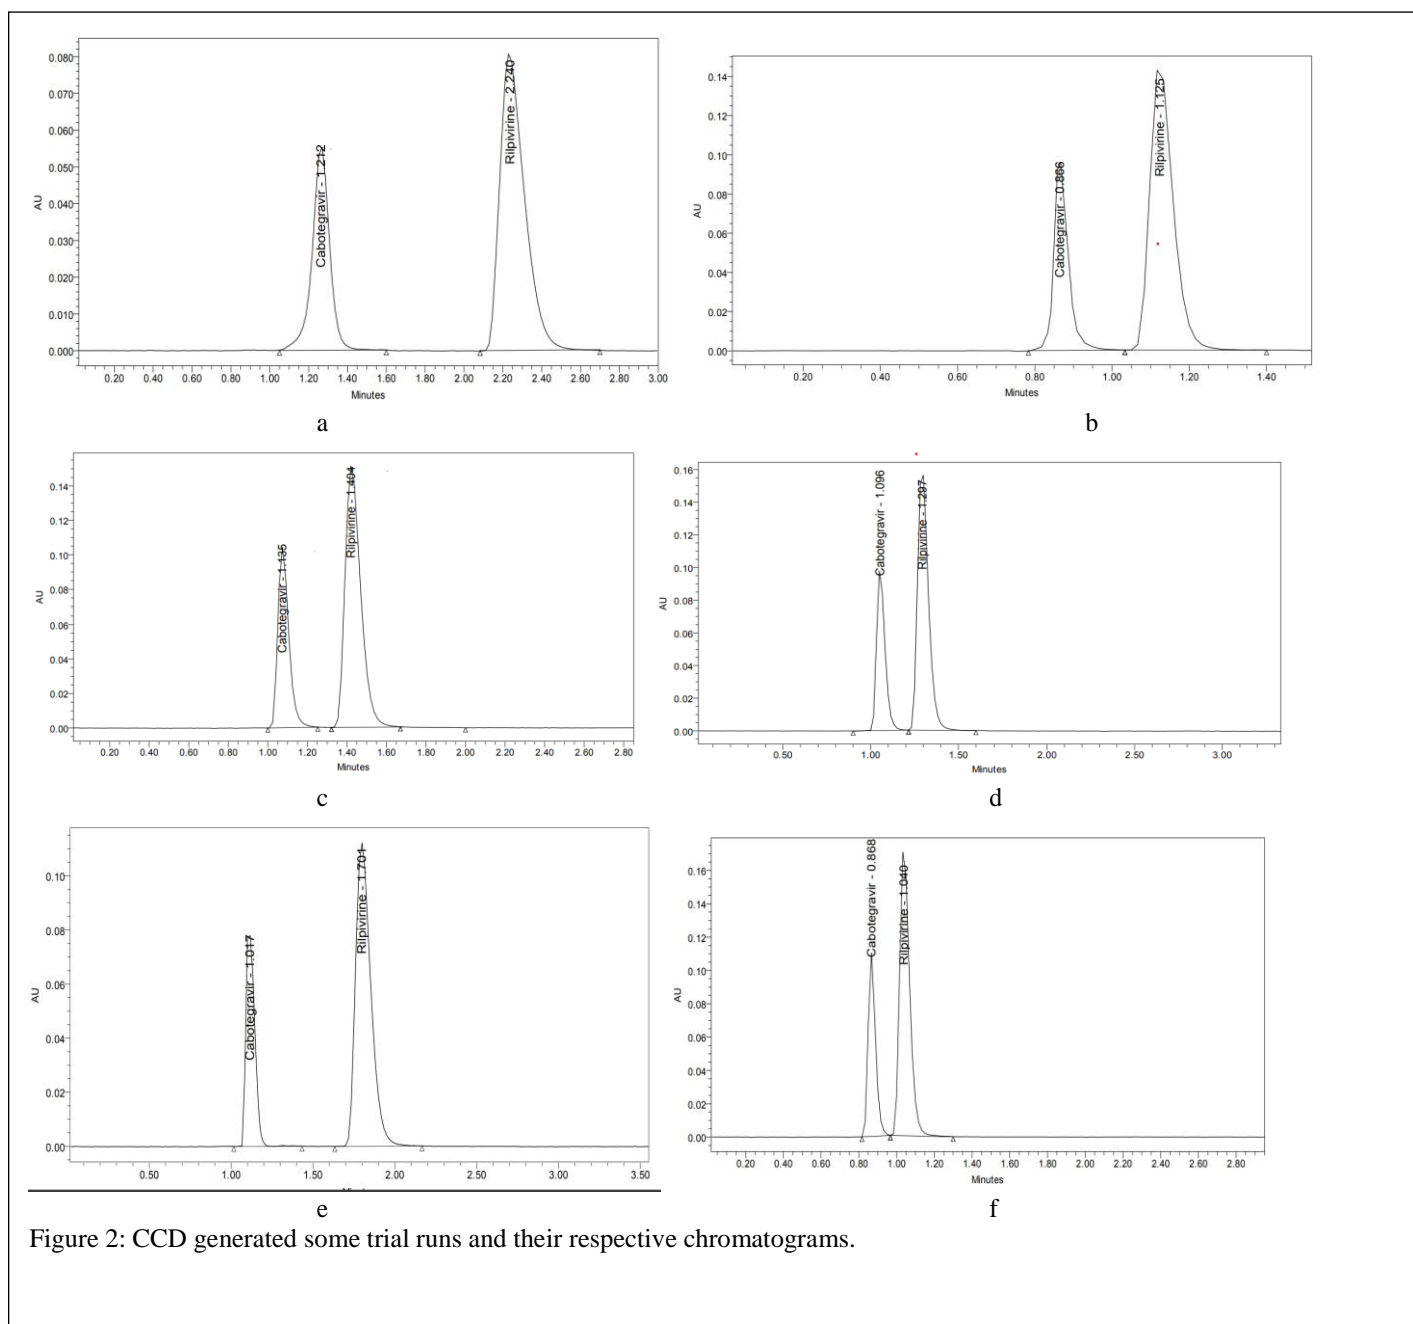 0.080
0.070
0.060
0.050
0.040
0.030
0.020
0.010
0.000
AU
Cabotegravir - 1.212
Rilpivirine - 2.240
0.20 0.40 0.60 0.80 1.00 1.20 1.40 1.60 1.80 2.00 2.20 2.40 2.60 2.80 3.00
Minutes
a
0.14
0.12
0.10
0.08
0.06
0.04
0.02
0.00
AU
Cabotegravir - 0.866
Rilpivirine - 1.125
0.20 0.40 0.60 0.80 1.00 1.20 1.40
Minutes
b
0.14
0.12
0.10
0.08
0.06
0.04
0.02
0.00
AU
Cabotegravir - 1.135
Rilpivirine - 1.404
0.20 0.40 0.60 0.80 1.00 1.20 1.40 1.60 1.80 2.00 2.20 2.40 2.60 2.80
Minutes
c
0.16
0.14
0.12
0.10
0.08
0.06
0.04
0.02
0.00
AU
Cabotegravir - 1.096
Rilpivirine - 1.297
0.50 1.00 1.50 2.00 2.50 3.00
Minutes
d
0.10
0.08
0.06
0.04
0.02
0.00
AU
Cabotegravir - 1.017
Rilpivirine - 1.701
0.50 1.00 1.50 2.00 2.50 3.00 3.50
e
0.16
0.14
0.12
0.10
0.08
0.06
0.04
0.02
0.00
AU
Cabotegravir - 0.868
Rilpivirine - 1.040
0.20 0.40 0.60 0.80 1.00 1.20 1.40 1.60 1.80 2.00 2.20 2.40 2.60 2.80
Minutes
f
Figure 2: CCD generated some trial runs and their respective chromatograms.